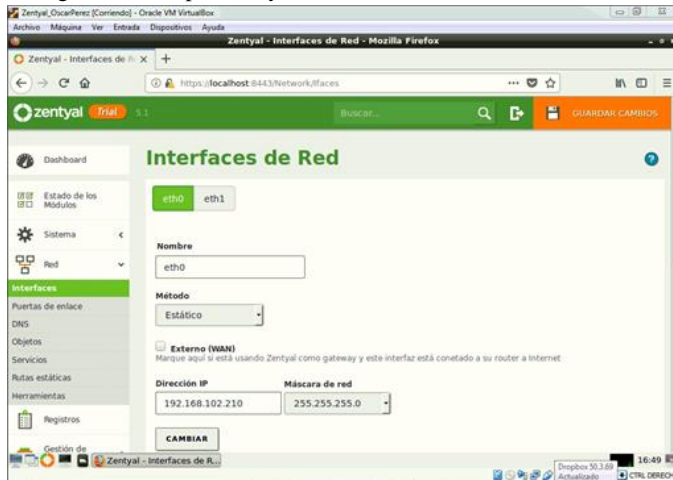 Zentyal_OscarPerez [Corriendo] - Oracle VM VirtualBox
Archivo Máquina Ver Entrada Dispositivos Ayuda
Zentyal - Interfaces de Red - Mozilla Firefox
Zentyal - Interfaces de Re
https://localhost:8443/Network/Ifaces
zentyal Trial 5.1
Buscar...
GUARDAR CAMBIOS
Dashboard
Interfaces de Red
Estado de los
Módulos
eth0 eth1
Sistema
Nombre
Red
eth0
Interfaces
Método
Puertas de enlace
Estático
DNS
Objetos
Externo (WAN)
Servicios
Marque aquí si está usando Zentyal como gateway y este interfaz está conetado a su router a Internet
Rutas estáticas
Dirección IP Máscara de red
Herramientas
192.168.102.210 255.255.255.0
Registros
CAMBIAR
Gestión de
Zentyal - Interfaces de R...
16:49
Dropbox 50.3.69
Actualizado
CTRL DERECH